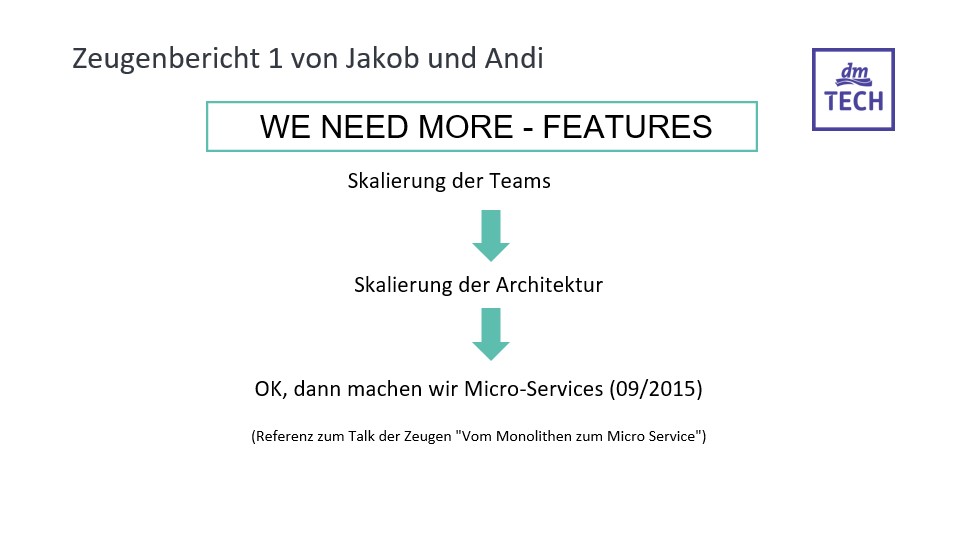 Zeugenbericht 1 von Jakob und Andi
dm
TECH
WE NEED MORE - FEATURES
Skalierung der Teams
Skalierung der Architektur
OK, dann machen wir Micro-Services (09/2015)
(Referenz zum Talk der Zeugen "Vom Monolithen zum Micro Service")